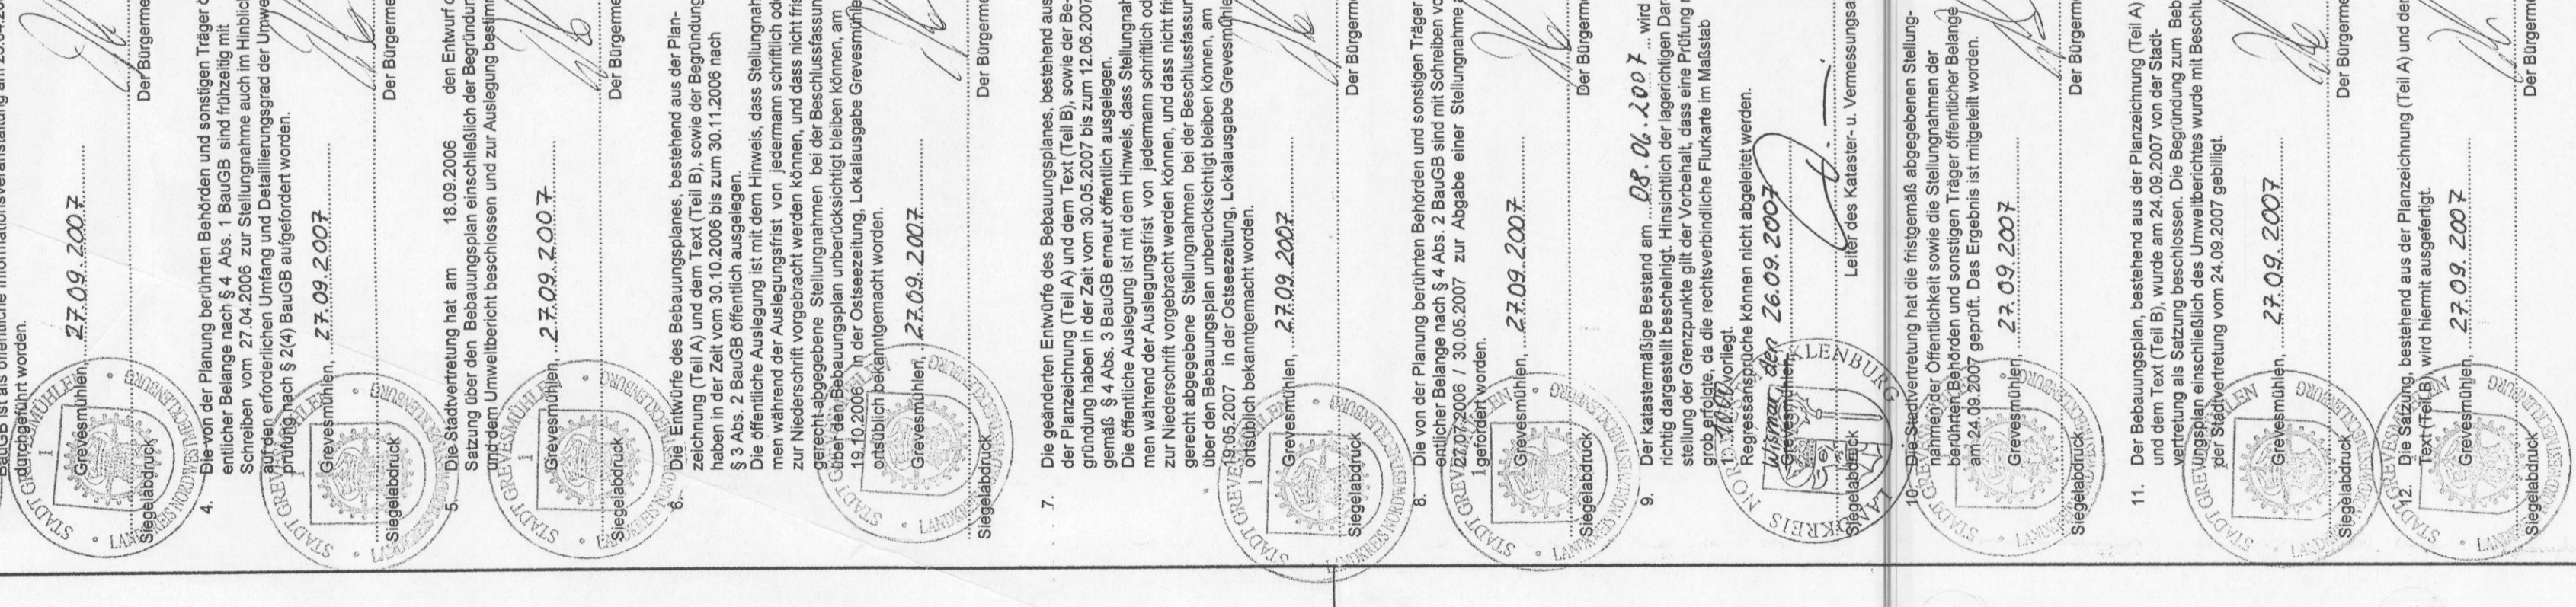 BauGB ist als öffentliche Informationsveranstaltung am
durchgeführt worden.
Grevesmühlen, 27.09.2007
Siegelabdruck Der Bürgerme
4. Die von der Planung berührten Behörden und sonstigen Träger ö
entlicher Belange nach § 4 Abs. 1 BauGB sind frühzeitig mit
Schreiben vom 27.04.2006 zur Stellungnahme auch im Hinblic
auf den erforderlichen Umfang und Detaillierungsgrad der Umwe
prüfung nach § 2(4) BauGB aufgefordert worden.
Grevesmühlen, 27.09.2007
Siegelabdruck Der Bürgerme
5. Die Stadtvertretung hat am 18.09.2006 den Entwurf d
Satzung über den Bebauungsplan einschließlich der Begründun
und dem Umweltbericht beschlossen und zur Auslegung bestimm
Grevesmühlen, 27.09.2007
Siegelabdruck Der Bürgerme
6. Die Entwürfe des Bebauungsplanes, bestehend aus der Plan-
zeichnung (Teil A) und dem Text (Teil B), sowie der Begründung
haben in der Zeit vom 30.10.2006 bis zum 30.11.2006 nach
§ 3 Abs. 2 BauGB öffentlich ausgelegen.
Die öffentliche Auslegung ist mit dem Hinweis, dass Stellungnah
men während der Auslegungsfrist von jedermann schriftlich ode
zur Niederschrift vorgebracht werden können, und dass nicht fris
gerecht abgegebene Stellungnahmen bei der Beschlussfassun
über den Bebauungsplan unberücksichtigt bleiben können, am
19.10.2006 in der Ostseezeitung, Lokalausgabe Grevesmühle
ortsüblich bekanntgemacht worden.
Grevesmühlen, 27.09.2007
Siegelabdruck Der Bürgerme
7. Die geänderten Entwürfe des Bebauungsplanes, bestehend aus
der Planzeichnung (Teil A) und dem Text (Teil B), sowie der Be-
gründung haben in der Zeit vom 30.05.2007 bis zum 12.06.2007
gemäß § 4 Abs. 3 BauGB erneut öffentlich ausgelegen.
Die öffentliche Auslegung ist mit dem Hinweis, dass Stellungnah
men während der Auslegungsfrist von jedermann schriftlich od
zur Niederschrift vorgebracht werden können, und dass nicht fri
gerecht abgegebene Stellungnahmen bei der Beschlussfassun
über den Bebauungsplan unberücksichtigt bleiben können, am
19.05.2007 in der Ostseezeitung, Lokalausgabe Grevesmühle
ortsüblich bekanntgemacht worden.
Grevesmühlen, 27.09.2007
Siegelabdruck Der Bürgerme
8. Die von der Planung berührten Behörden und sonstigen Träger
entlicher Belange nach § 4 Abs. 2 BauGB sind mit Schreiben vo
27.07.2006 / 30.05.2007 zur Abgabe einer Stellungnahme
gefordert worden.
Grevesmühlen, 27.09.2007
Siegelabdruck Der Bürgerme
9. Der katastermäßige Bestand am 08.06.2007 wird
richtig dargestellt bescheinigt. Hinsichtlich der lagerichtigen Dar
stellung der Grenzpunkte gilt der Vorbehalt, dass eine Prüfung
grob erfolgte, da die rechtsverbindliche Flurkarte im Maßstab
vorliegt.
Regressansprüche können nicht abgeleitet werden.
Wismar den 26.09.2007
Grevesmühlen,
Siegelabdruck Leiter des Kataster- u. Vermessungsa
10. Die Stadtvertretung hat die fristgemäß abgegebenen Stellung-
nahmen der Öffentlichkeit sowie die Stellungnahmen der
berührten Behörden und sonstigen Träger öffentlicher Belange
am 24.09.2007 geprüft. Das Ergebnis ist mitgeteilt worden.
Grevesmühlen, 27.09.2007
Siegelabdruck Der Bürgerme
11. Der Bebauungsplan, bestehend aus der Planzeichnung (Teil A)
und dem Text (Teil B), wurde am 24.09.2007 von der Stadt-
vertretung als Satzung beschlossen. Die Begründung zum Beb
ungsplan einschließlich des Umweltberichtes wurde mit Beschlu
der Stadtvertretung vom 24.09.2007 gebilligt.
Grevesmühlen, 27.09.2007
Siegelabdruck Der Bürgerme
12. Die Satzung, bestehend aus der Planzeichnung (Teil A) und der
Text (Teil B) wird hiermit ausgefertigt.
Grevesmühlen, 27.09.2007
Siegelabdruck Der Bürgerme